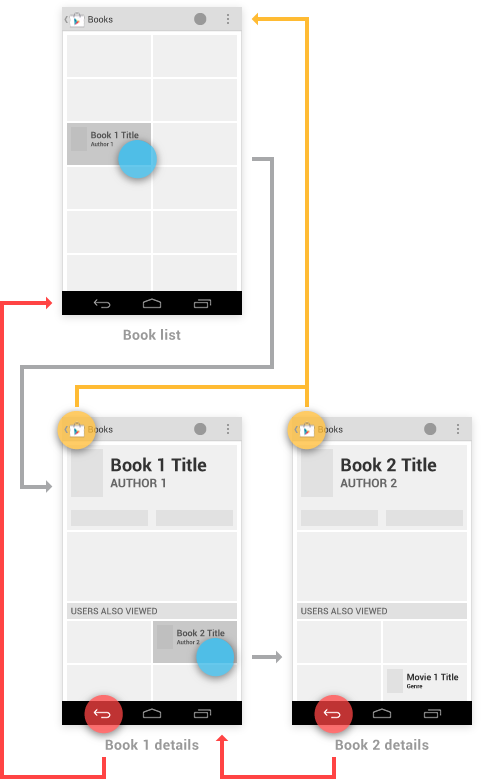 Books
Book 1 Title
Author 1
Book list
Books
Book 1 Title
AUTHOR 1
USERS ALSO VIEWED
Book 2 Title
Author 2
Book 1 details
Books
Book 2 Title
AUTHOR 2
USERS ALSO VIEWED
Movie 1 Title
Genre
Book 2 details